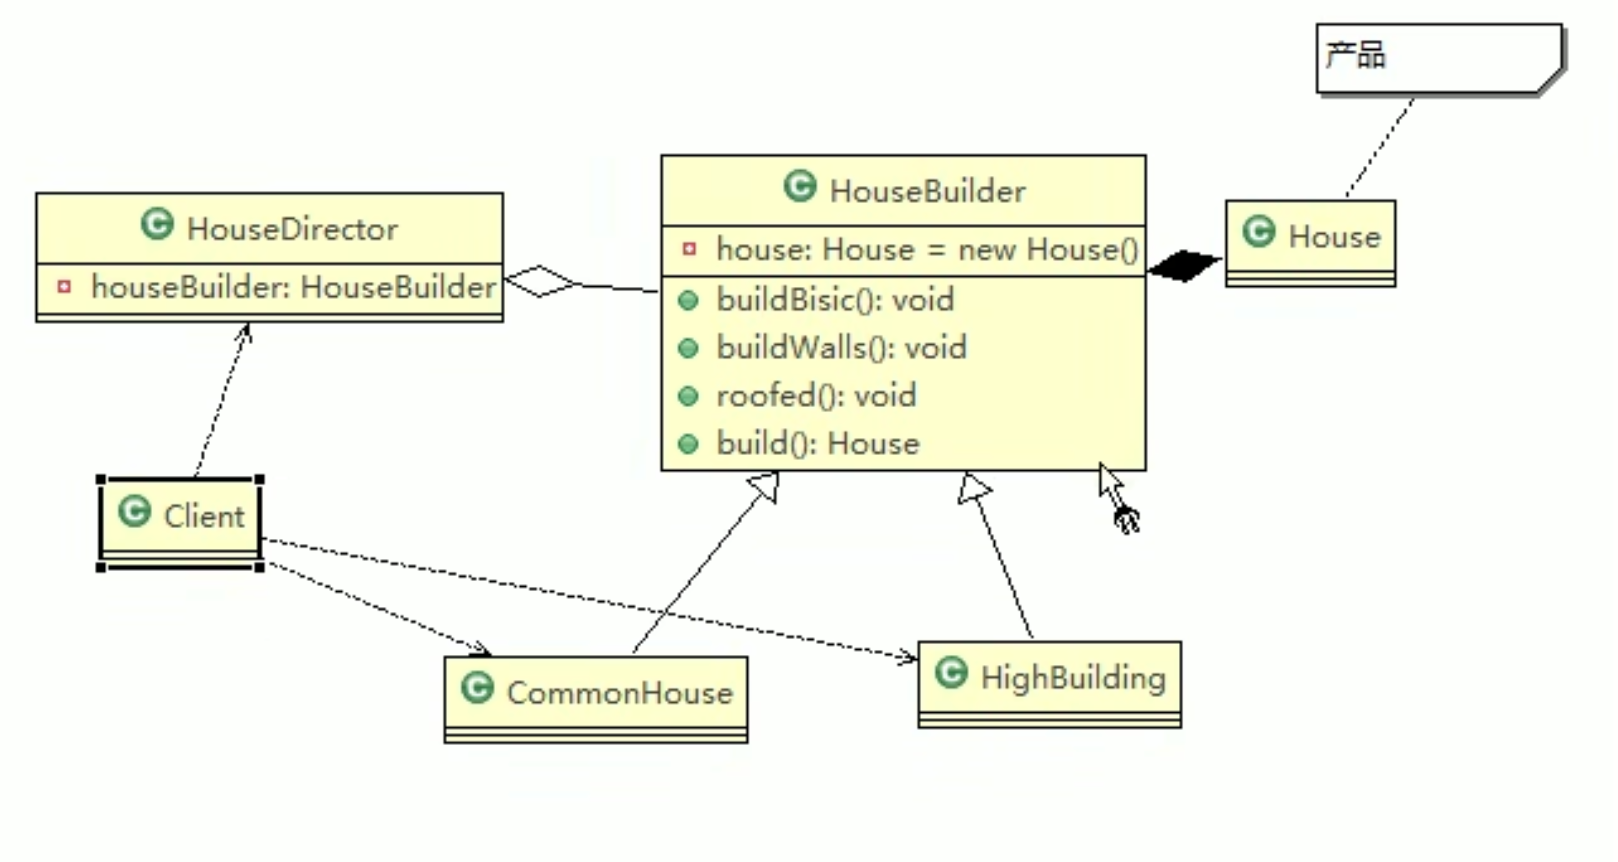 产品
HouseBuilder
house: House = new House()
buildBisic(): void
buildWalls(): void
roofed(): void
build(): House
HouseDirector
houseBuilder: HouseBuilder
House
Client
CommonHouse
HighBuilding